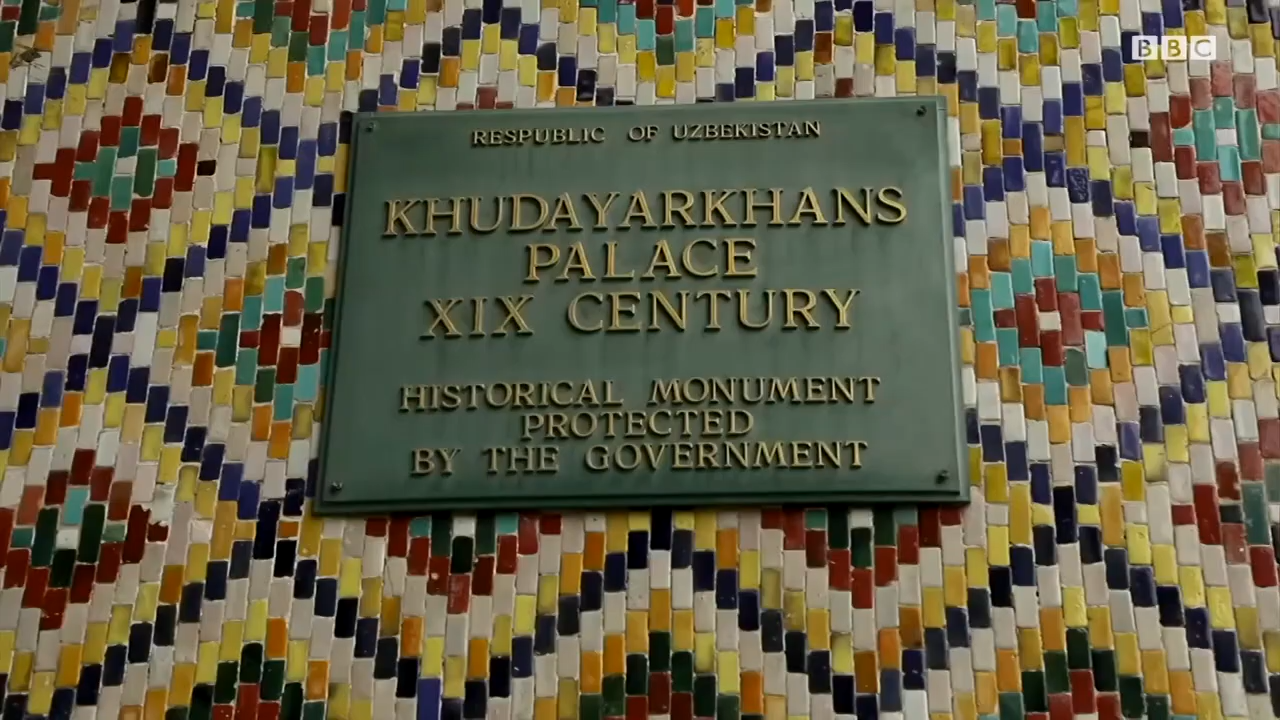 BBC
RESPUBLIC OF UZBEKISTAN
KHUDAYARKHANS
PALACE
XIX CENTURY
HISTORICAL MONUMENT
PROTECTED
BY THE GOVERNMENT